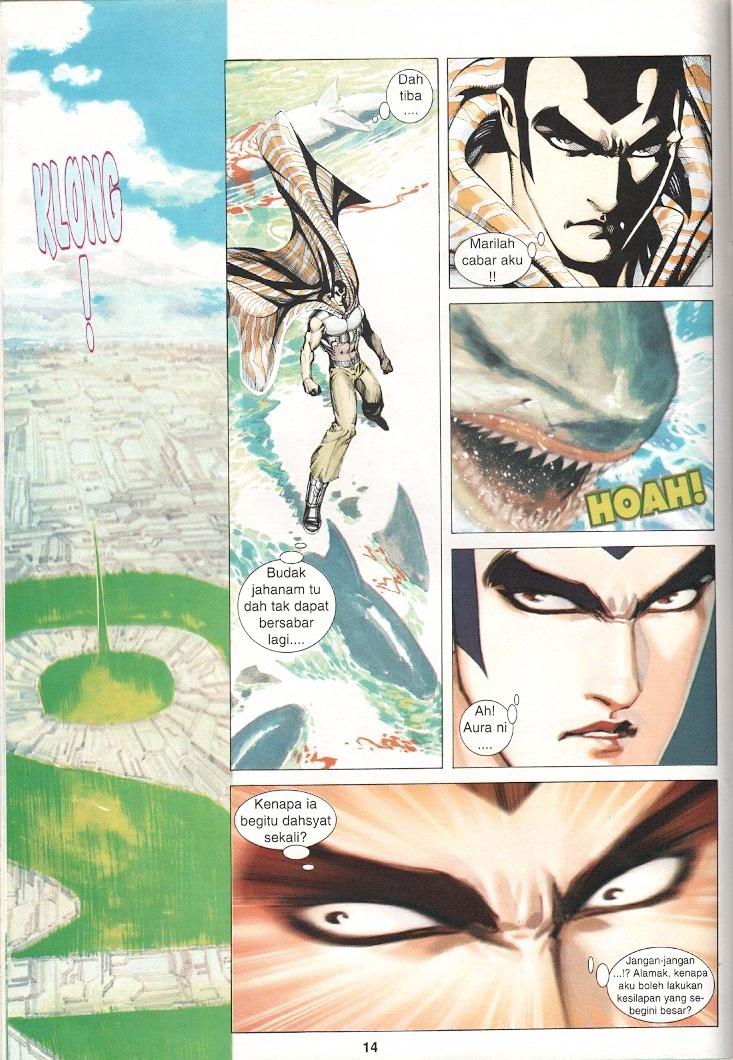 KLONG
!
Dah
tiba
....
Budak
jahanam tu
dah tak dapat
bersabar
lagi....
Marilah
cabar aku
!!
HOAH!
Ah!
Aura ni
....
Kenapa ia
begitu dahsyat
sekali?
Jangan-jangan
...!? Alamak, kenapa
aku boleh lakukan
kesilapan yang se-
begini besar?
14